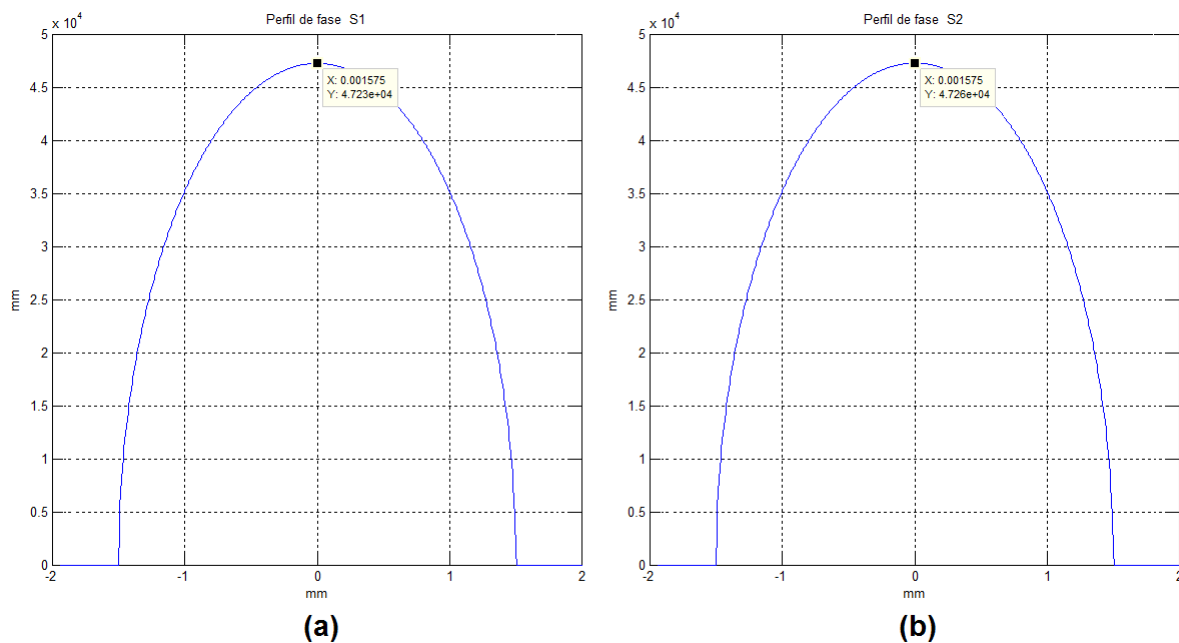 Perfil de fase S1
x 10^4
5
4.5
4
3.5
3
2.5
2
1.5
1
0.5
0
mm
X: 0.001575
Y: 4.723e+04
-2
-1
0
1
2
mm
(a)
Perfil de fase S2
x 10^4
5
4.5
4
3.5
3
2.5
2
1.5
1
0.5
0
mm
X: 0.001575
Y: 4.726e+04
-2
-1
0
1
2
mm
(b)